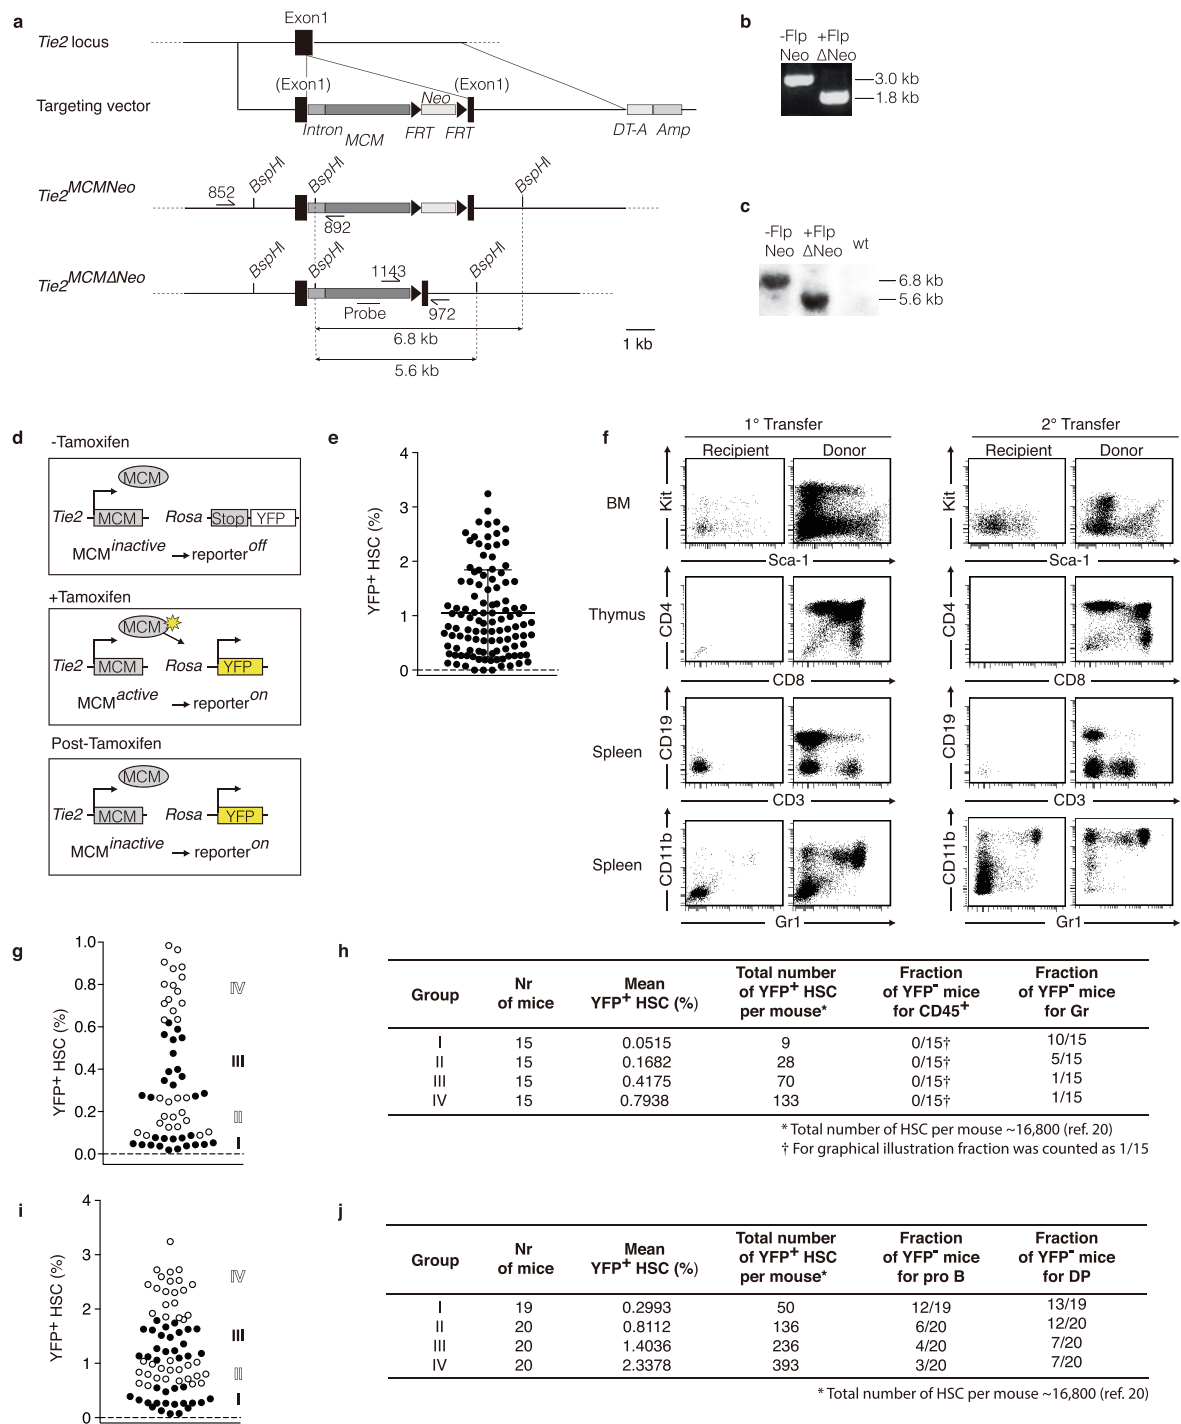 a
Exon1
Tie2 locus
(Exon1)
(Exon1)
Neo
Targeting vector
Intron
MCM
FRT
FRT
DT-A
Amp
Tie2MCMNeo
852
BspHI
BspHI
BspHI
892
Tie2MCMΔNeo
BspHI
BspHI
1143
BspHI
Probe
972
6.8 kb
5.6 kb
1 kb
b
-Flp +Flp
Neo ΔNeo
3.0 kb
1.8 kb
c
-Flp +Flp wt
Neo ΔNeo
6.8 kb
5.6 kb
d
-Tamoxifen
MCM
Tie2 MCM Rosa Stop YFP
MCMinactive → reporteroff
+Tamoxifen
MCM
Tie2 MCM Rosa YFP
MCMactive → reporteron
Post-Tamoxifen
MCM
Tie2 MCM Rosa YFP
MCMinactive → reporteron
e
YFP+ HSC (%)
4
3
2
1
0
f
1° Transfer 2° Transfer
Recipient Donor Recipient Donor
BM
Kit Kit
Sca-1 Sca-1
Thymus
CD4 CD4
CD8 CD8
Spleen
CD19 CD19
CD3 CD3
Spleen
CD11b CD11b
Gr1 Gr1
g
YFP+ HSC (%)
1.0
0.8
0.6
0.4
0.2
0.0
IV
III
II
I
h
Group Nr of mice Mean YFP+ HSC (%) Total number of YFP+ HSC per mouse* Fraction of YFP- mice for CD45+ Fraction of YFP- mice for Gr
I 15 0.0515 9 0/15† 10/15
II 15 0.1682 28 0/15† 5/15
III 15 0.4175 70 0/15† 1/15
IV 15 0.7938 133 0/15† 1/15
* Total number of HSC per mouse ~16,800 (ref. 20)
† For graphical illustration fraction was counted as 1/15
i
YFP+ HSC (%)
4
3
2
1
0
IV
III
II
I
j
Group Nr of mice Mean YFP+ HSC (%) Total number of YFP+ HSC per mouse* Fraction of YFP- mice for pro B Fraction of YFP- mice for DP
I 19 0.2993 50 12/19 13/19
II 20 0.8112 136 6/20 12/20
III 20 1.4036 236 4/20 7/20
IV 20 2.3378 393 3/20 7/20
* Total number of HSC per mouse ~16,800 (ref. 20)